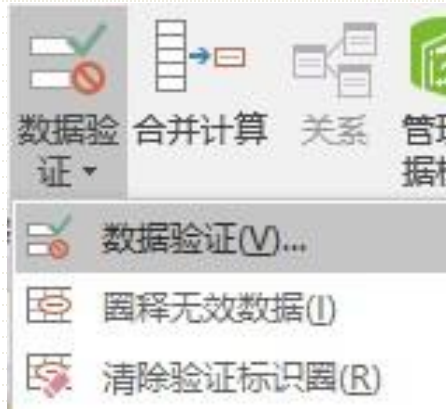 数据验
证
合并计算
关系
管
据
数据验证(V)...
圈释无效数据(I)
清除验证标识圈(R)